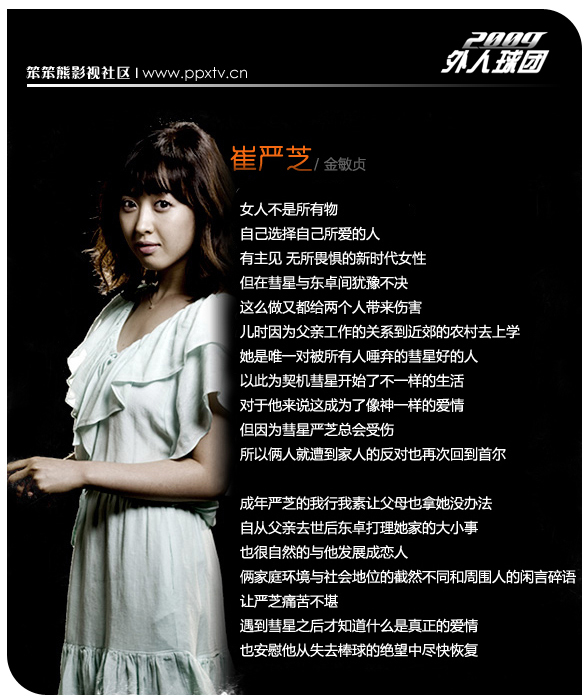 2009
外人球团
笨笨熊影视社区 | www.ppxtv.cn
崔严芝/ 金敏贞
女人不是所有物
自己选择自己所爱的人
有主见 无所畏惧的新时代女性
但在彗星与东卓间犹豫不决
这么做又都给两个人带来伤害
儿时因为父亲工作的关系到近郊的农村去上学
她是唯一对被所有人唾弃的彗星好的人
以此为契机彗星开始了不一样的生活
对于他来说这成为了像神一样的爱情
但因为彗星严芝总会受伤
所以俩人就遭到家人的反对也再次回到首尔
成年严芝的我行我素让父母也拿她没办法
自从父亲去世后东卓打理她家的大小事
也很自然的与他发展成恋人
俩家庭环境与社会地位的截然不同和周围人的闲言碎语
让严芝痛苦不堪
遇到彗星之后才知道什么是真正的爱情
也安慰他从失去棒球的绝望中尽快恢复